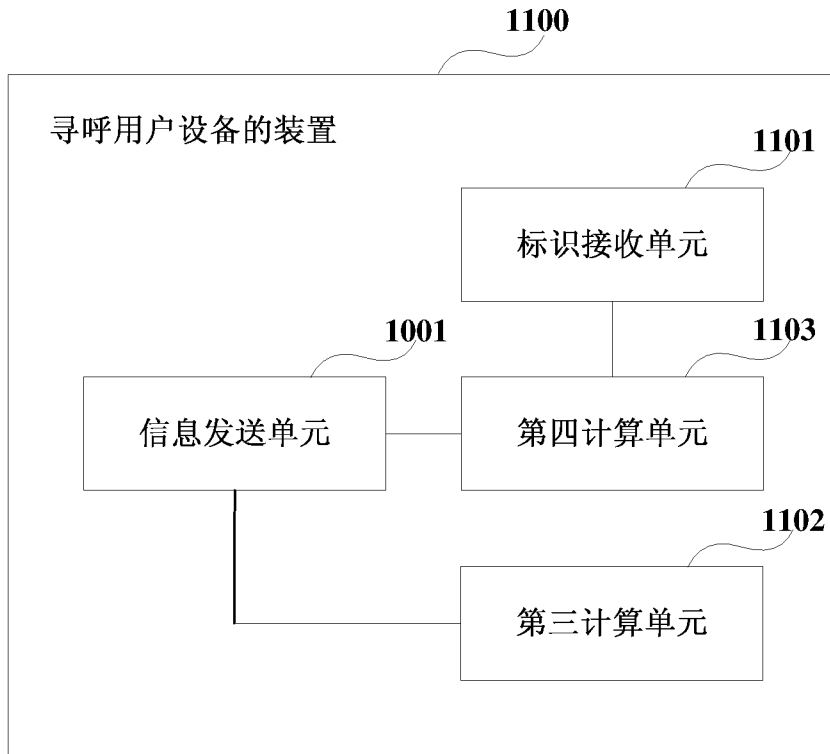 1100
寻呼用户设备的装置
1101
标识接收单元
1001
1103
信息发送单元
第四计算单元
1102
第三计算单元